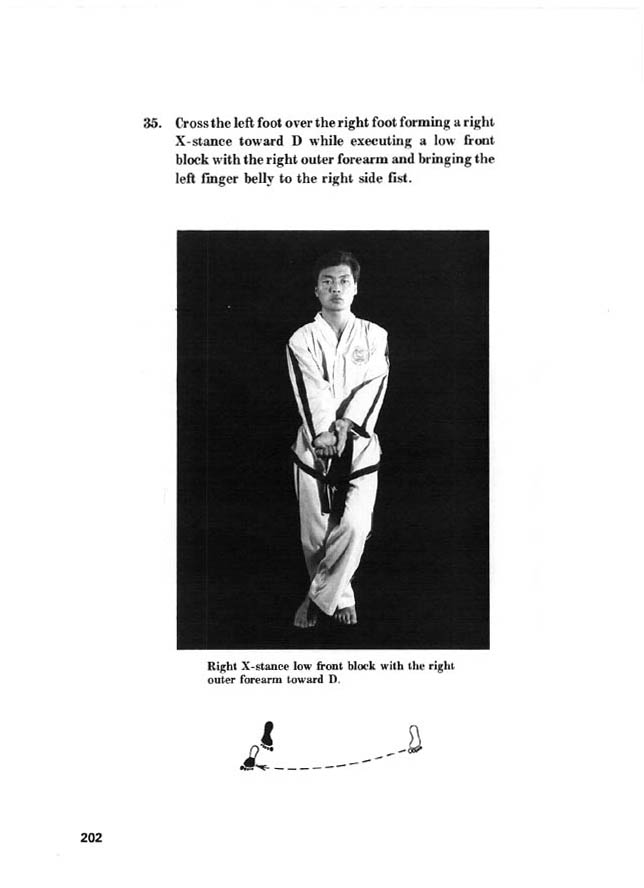 35. Cross the left foot over the right foot forming a right
X-stance toward D while executing a low front
block with the right outer forearm and bringing the
left finger belly to the right side fist.
Right X-stance low front block with the right
outer forearm toward D.
202